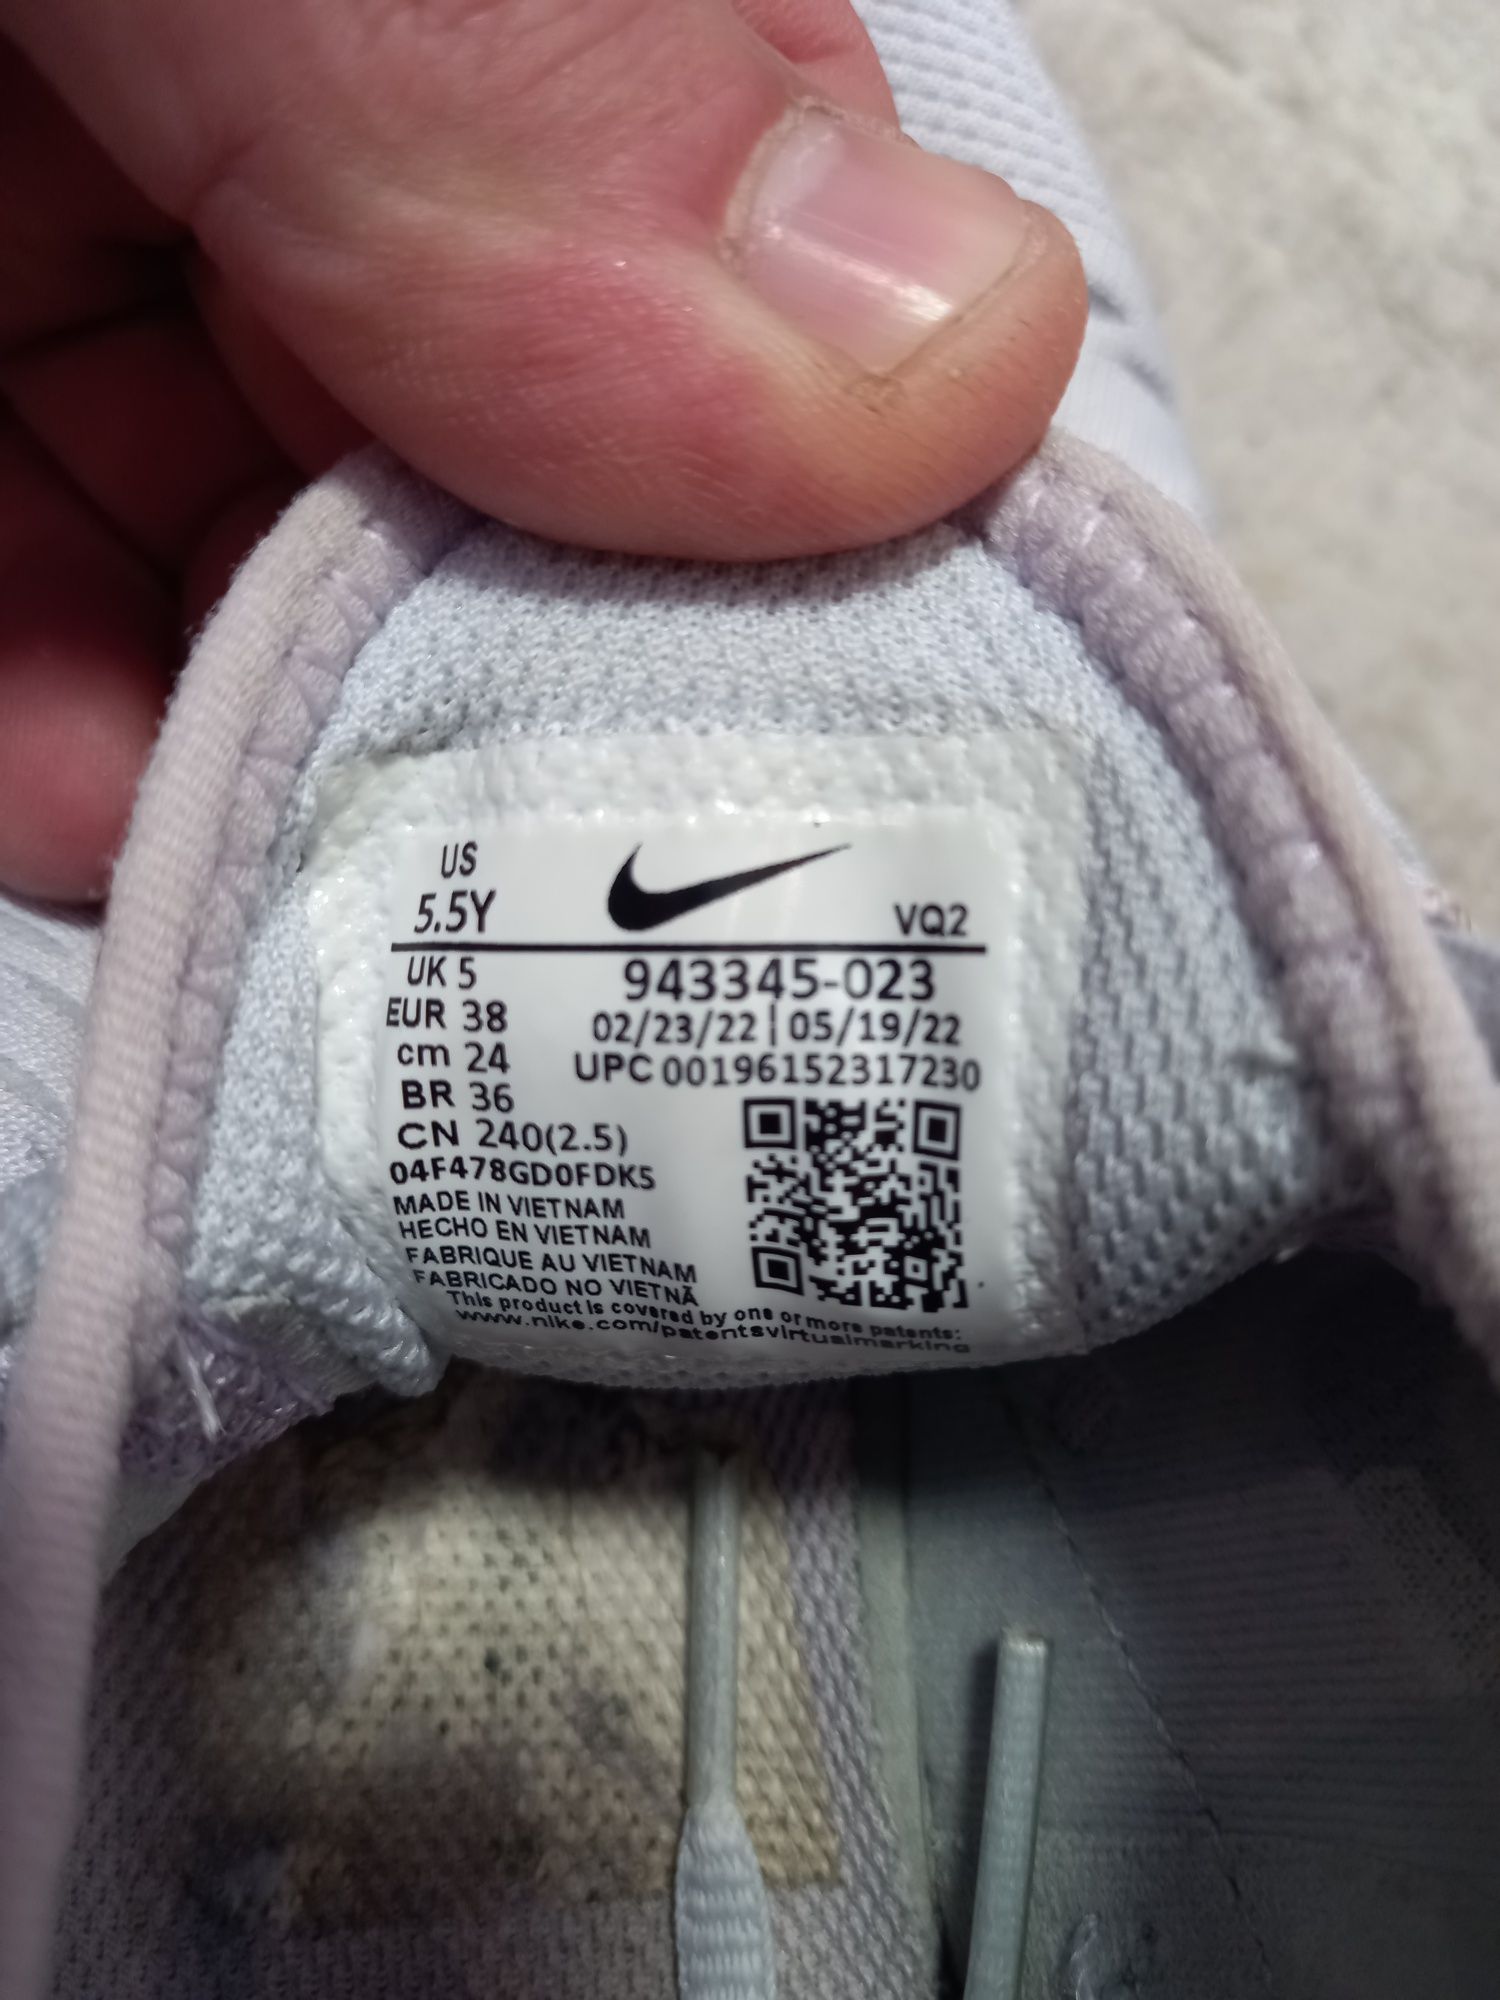 US
5.5Y
VQ2
UK 5
943345-023
EUR 38
02/23/22 | 05/19/22
cm 24
UPC 00196152317230
BR 36
CN 240(2.5)
04F478GD0FDK5
MADE IN VIETNAM
HECHO EN VIETNAM
FABRIQUE AU VIETNAM
FABRICADO NO VIETNÃ
This product is covered by one or more patents:
www.nike.com/patentsvirtualmarking